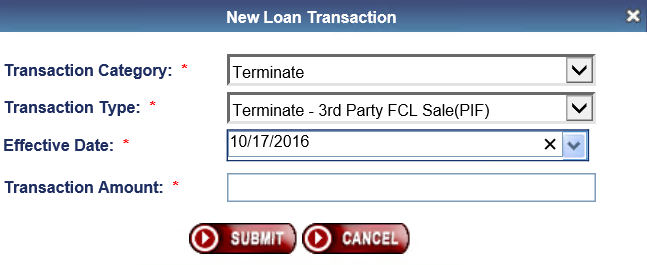 New Loan Transaction
Transaction Category: * Terminate
Transaction Type: * Terminate - 3rd Party FCL Sale(PIF)
Effective Date: * 10/17/2016
Transaction Amount: *
SUBMIT CANCEL